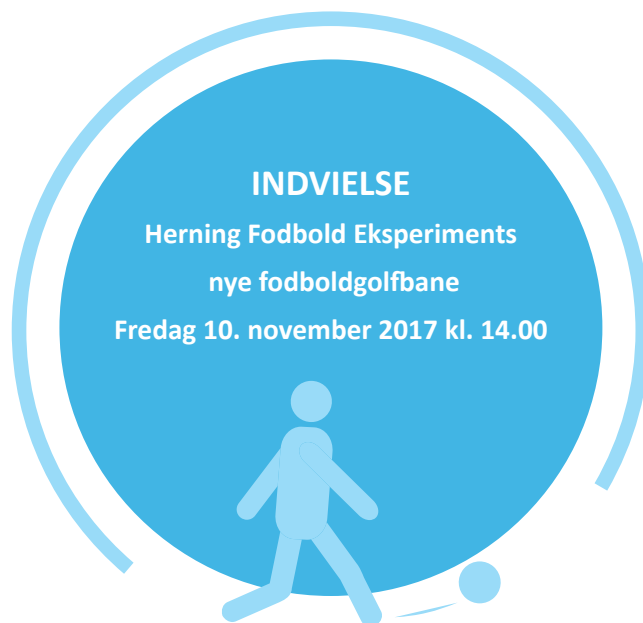 INDVIELSE
Herning Fodbold Eksperiments
nye fodboldgolfbane
Fredag 10. november 2017 kl. 14.00